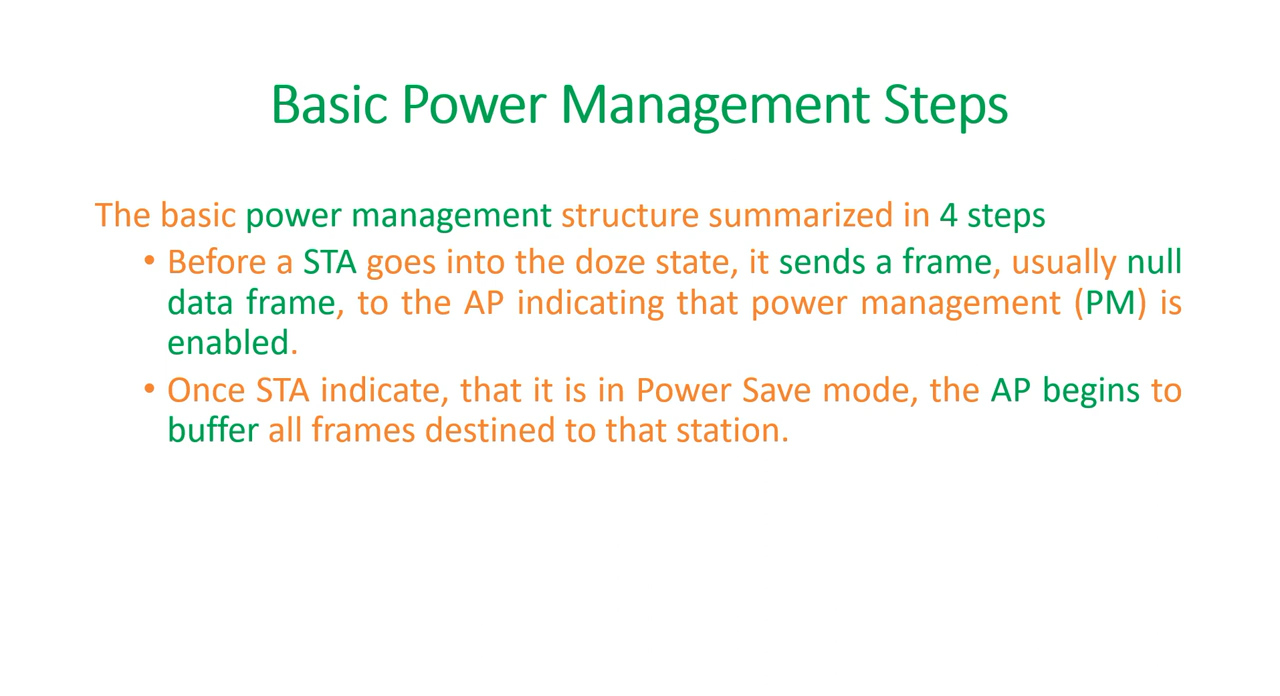 Basic Power Management Steps
The basic power management structure summarized in 4 steps
• Before a STA goes into the doze state, it sends a frame, usually null
data frame, to the AP indicating that power management (PM) is
enabled.
• Once STA indicate, that it is in Power Save mode, the AP begins to
buffer all frames destined to that station.